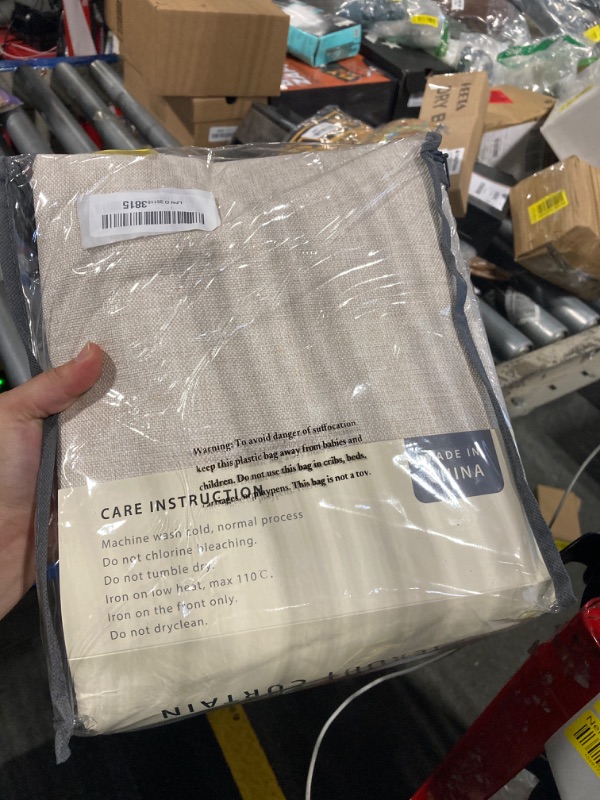 3815
Warning: To avoid danger of suffocation
keep this plastic bag away from babies and
children. Do not use this bag in cribs, beds,
carriages, playpens. This bag is not a toy.
MADE IN
CHINA
CARE INSTRUCTION
Machine wash cold, normal process
Do not chlorine bleaching.
Do not tumble dry.
Iron on low heat, max 110℃.
Iron on the front only.
Do not dryclean.
LUXURY CURTAIN